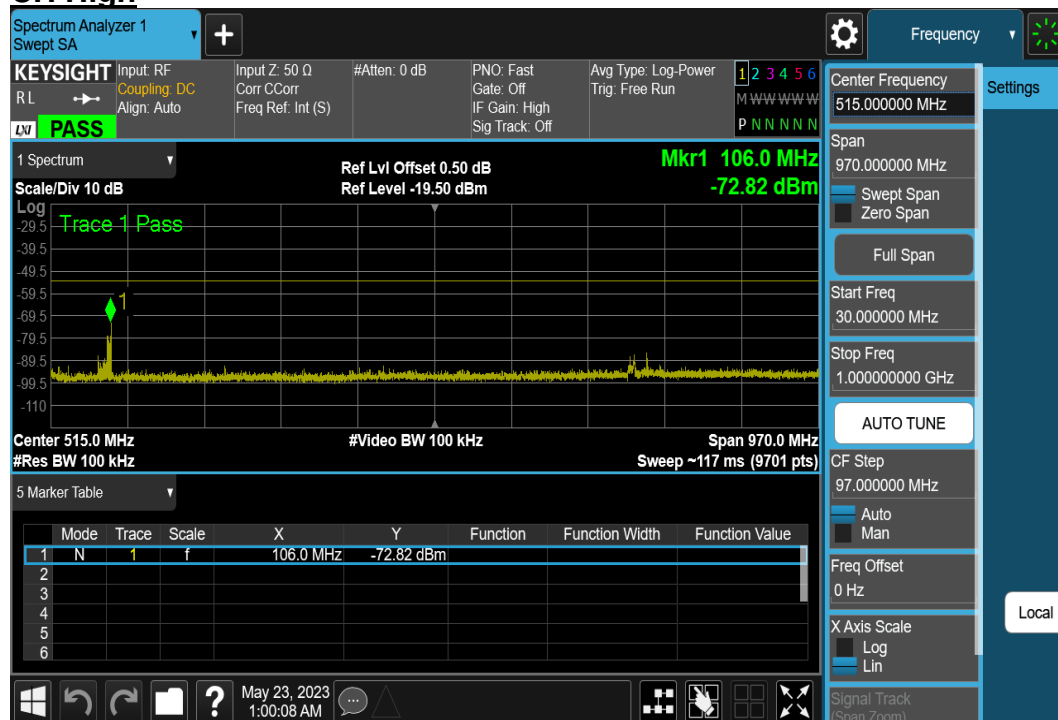 CH High
Spectrum Analyzer 1
Swept SA
+
Frequency
KEYSIGHT
RL
LXI
PASS
Input: RF
Coupling: DC
Align: Auto
Input Z: 50 Ω
Corr CCorr
Freq Ref: Int (S)
#Atten: 0 dB
PNO: Fast
Gate: Off
IF Gain: High
Sig Track: Off
Avg Type: Log-Power
Trig: Free Run
1 2 3 4 5 6
M W W W W W
P N N N N N
1 Spectrum
Scale/Div 10 dB
Ref Lvl Offset 0.50 dB
Ref Level -19.50 dBm
Mkr1 106.0 MHz
-72.82 dBm
Log
Trace 1 Pass
-29.5
-39.5
-49.5
-59.5
-69.5
-79.5
-89.5
-99.5
-110
1
Center 515.0 MHz
#Res BW 100 kHz
#Video BW 100 kHz
Span 970.0 MHz
Sweep ~117 ms (9701 pts)
5 Marker Table
Mode Trace Scale X Y Function Function Width Function Value
1 N 1 f 106.0 MHz -72.82 dBm
2
3
4
5
6
?
May 23, 2023
1:00:08 AM
Center Frequency
515.000000 MHz
Span
970.000000 MHz
Swept Span
Zero Span
Full Span
Start Freq
30.000000 MHz
Stop Freq
1.000000000 GHz
AUTO TUNE
CF Step
97.000000 MHz
Auto
Man
Freq Offset
0 Hz
X Axis Scale
Log
Lin
Signal Track
(Span Zoom)
Settings
Local